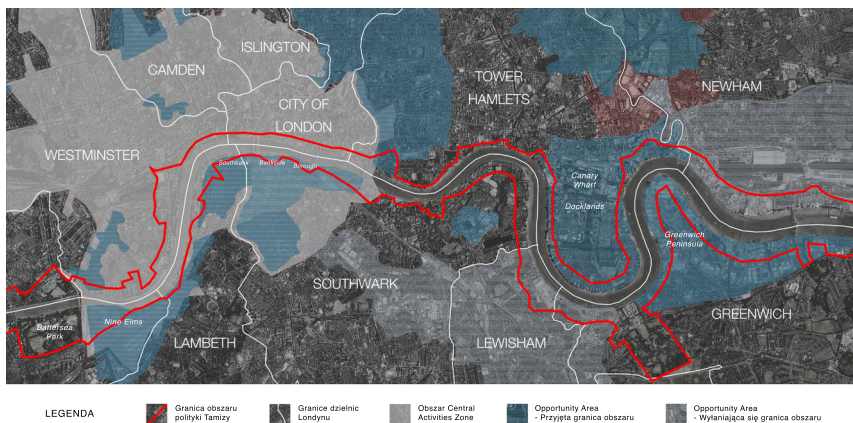 ISLINGTON
CAMDEN
TOWER
HAMLETS
NEWHAM
CITY OF
LONDON
WESTMINSTER
Southbank
Bankside
Borough
Canary
Wharf
Docklands
Greenwich
Peninsula
SOUTHWARK
GREENWICH
Battersea
Park
Nine Elms
LAMBETH
LEWISHAM
LEGENDA
Granica obszaru
polityki Tamizy
Granice dzielnic
Londynu
Obszar Central
Activities Zone
Opportunity Area
- Przyjęta granica obszaru
Opportunity Area
- Wyłaniająca się granica obszaru